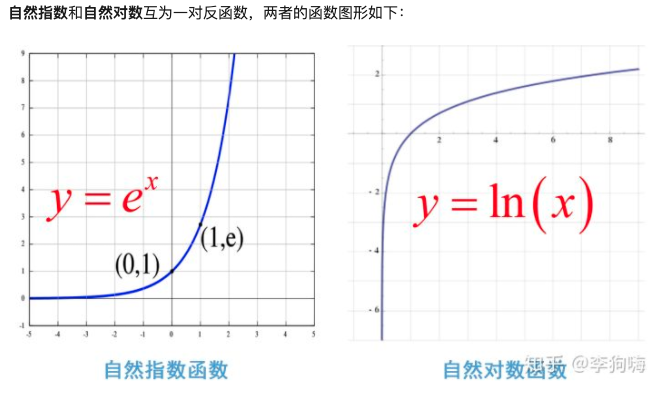 自然指数和自然对数互为一对反函数，两者的函数图形如下：
9
8
7
6
5
4
3
2
1
0
-1
-5 -4 -3 -2 -1 0 1 2 3 4 5
y = e^x
(1,e)
(0,1)
自然指数函数
2
2 4 6 8
- 2
- 4
- 6
y = ln(x)
自然对数函数
知乎 @李狗嗨